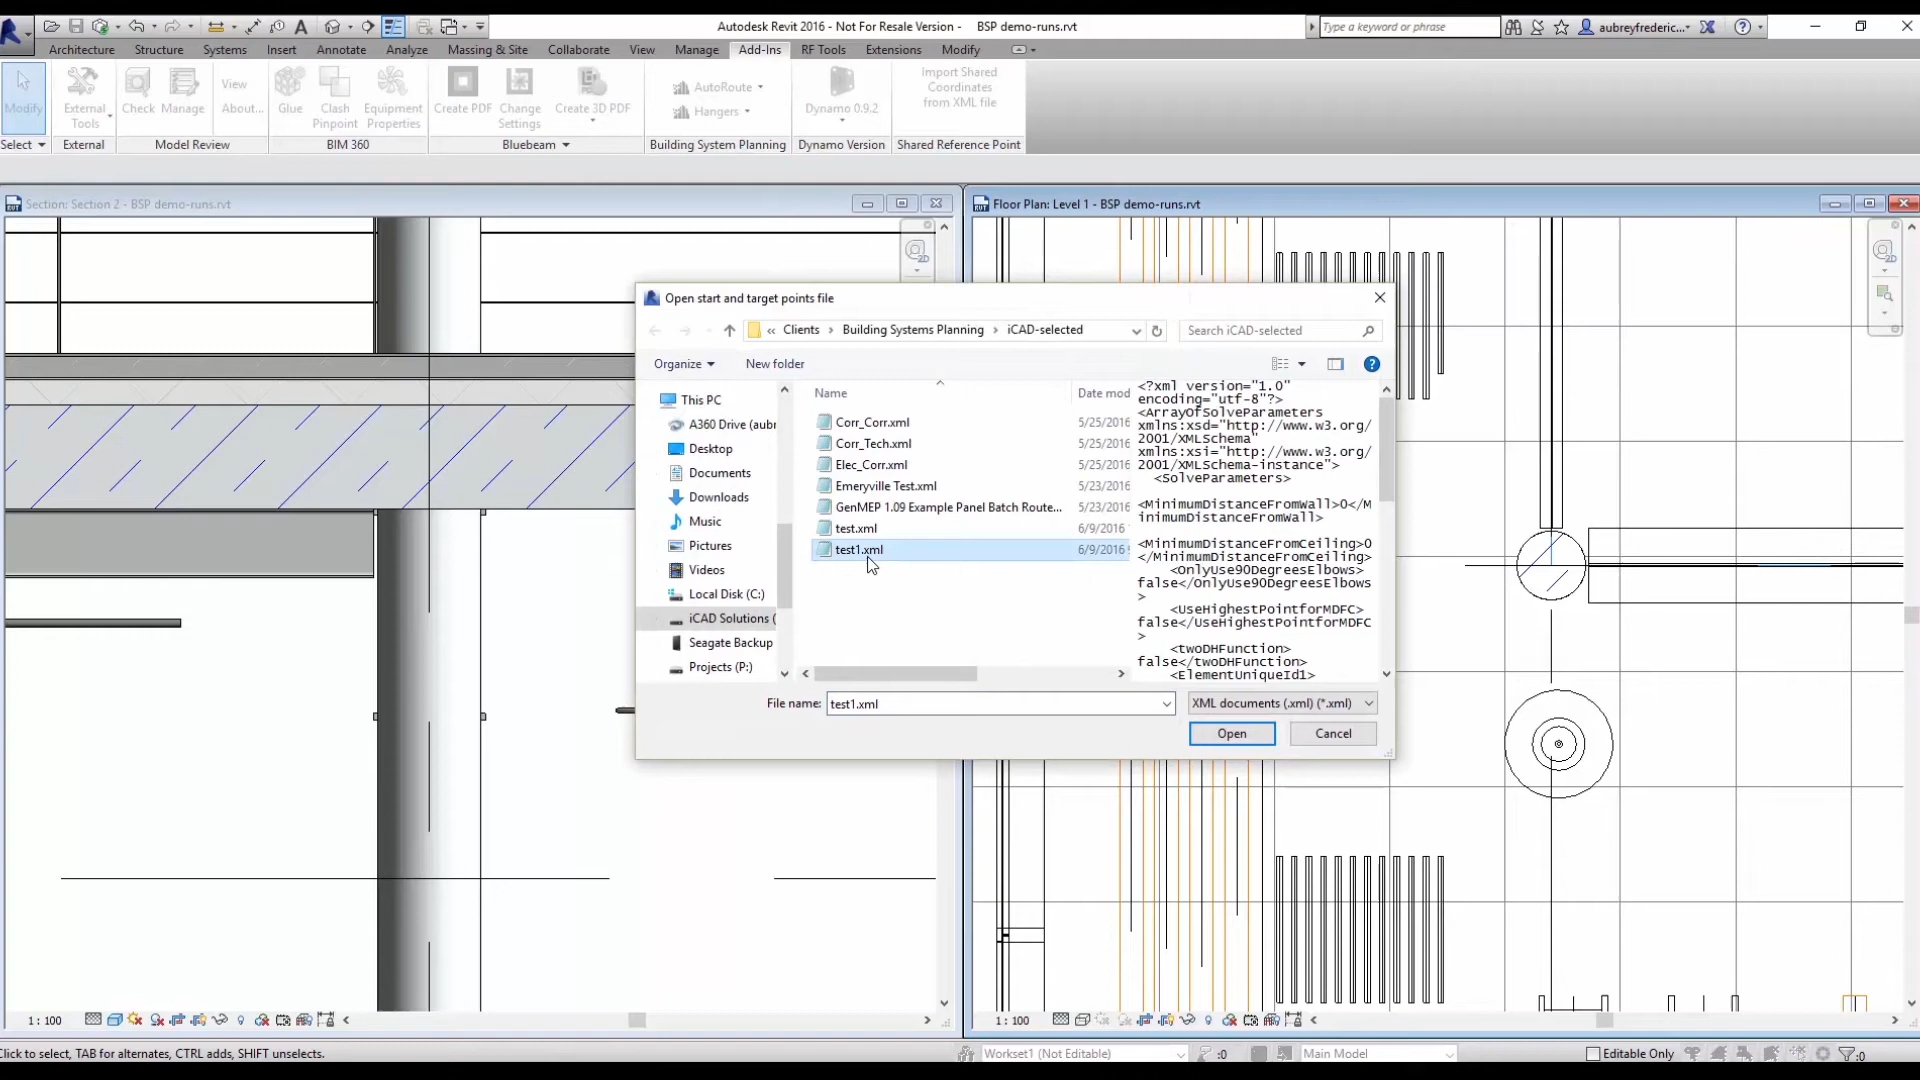 Autodesk Revit 2016 - Not For Resale Version - BSP demo-runs.rvt
Type a keyword or phrase
aubreyfrederic...
Architecture Structure Systems Insert Annotate Analyze Massing & Site Collaborate View Manage Add-Ins RF Tools Extensions Modify
Modify
External Tools
Check
Manage
View
About...
Glue
Clash Pinpoint
Equipment Properties
Create PDF
Change Settings
Create 3D PDF
AutoRoute
Hangers
Dynamo 0.9.2
Import Shared
Coordinates
from XML file
Select
External
Model Review
BIM 360
Bluebeam
Building System Planning
Dynamo Version
Shared Reference Point
Section: Section 2 - BSP demo-runs.rvt
Floor Plan: Level 1 - BSP demo-runs.rvt
2D
2D
Open start and target points file
« Clients › Building Systems Planning › iCAD-selected
Search iCAD-selected
Organize
New folder
This PC
A360 Drive (aubr
Desktop
Documents
Downloads
Music
Pictures
Videos
Local Disk (C:)
iCAD Solutions (
Seagate Backup
Projects (P:)
Name
Date mod
Corr_Corr.xml 5/25/2016
Corr_Tech.xml 5/25/2016
Elec_Corr.xml 5/25/2016
Emeryville Test.xml 5/23/2016
GenMEP 1.09 Example Panel Batch Route... 5/23/2016
test.xml 6/9/2016
test1.xml 6/9/2016
<?xml version="1.0"
encoding="utf-8"?>
<ArrayOfSolveParameters
xmlns:xsd="http://www.w3.org/
2001/XMLSchema"
xmlns:xsi="http://www.w3.org/
2001/XMLSchema-instance">
<SolveParameters>
<MinimumDistanceFromWall>0</M
inimumDistanceFromWall>
<MinimumDistanceFromCeiling>0
</MinimumDistanceFromCeiling>
<OnlyUse90DegreesElbows>
false</OnlyUse90DegreesElbows
>
<UseHighestPointforMDFC>
false</UseHighestPointforMDFC
>
<twoDHFunction>
false</twoDHFunction>
<ElementUniqueId1>
File name: test1.xml
XML documents (.xml) (*.xml)
Open
Cancel
1 : 100
1 : 100
Click to select, TAB for alternates, CTRL adds, SHIFT unselects.
Workset1 (Not Editable)
:0
Main Model
Editable Only
:0